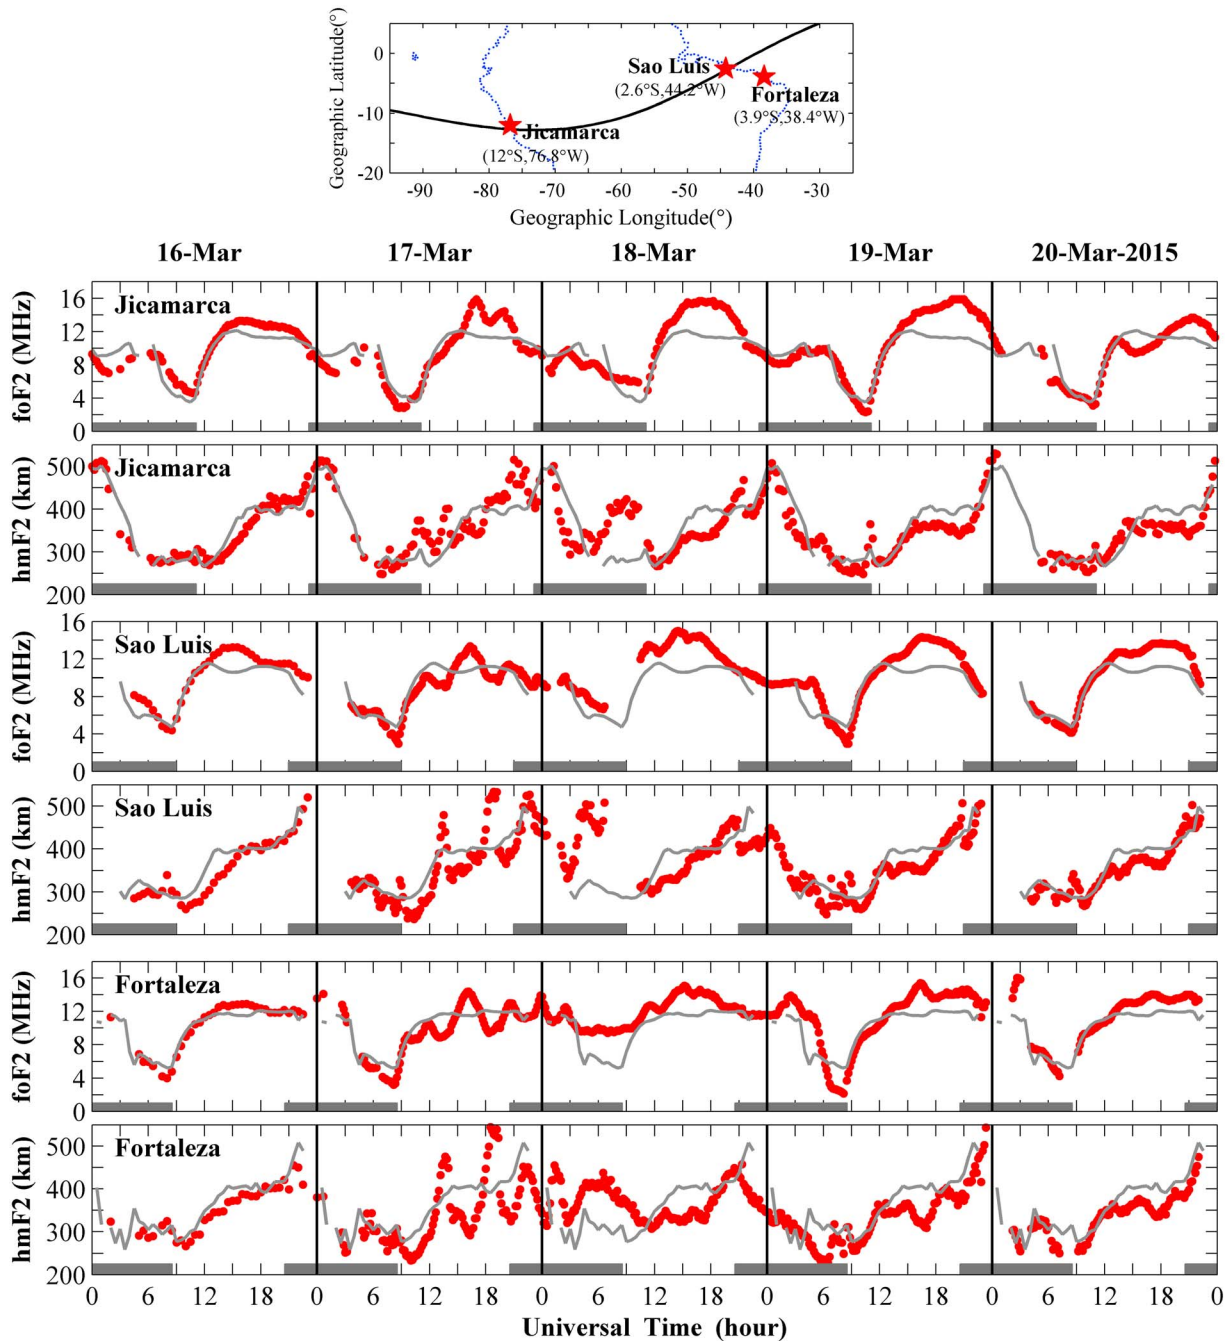 Geographic Latitude(°)
0
-10
-20
Sao Luis
(2.6°S,44.2°W)
Fortaleza
(3.9°S,38.4°W)
Jicamarca
(12°S,76.8°W)
-90 -80 -70 -60 -50 -40 -30
Geographic Longitude(°)
16-Mar 17-Mar 18-Mar 19-Mar 20-Mar-2015
foF2 (MHz)
16
12
8
4
0
Jicamarca
hmF2 (km)
500
400
300
200
Jicamarca
foF2 (MHz)
16
12
8
4
0
Sao Luis
hmF2 (km)
500
400
300
200
Sao Luis
foF2 (MHz)
16
12
8
4
0
Fortaleza
hmF2 (km)
500
400
300
200
Fortaleza
0 6 12 18 0 6 12 18 0 6 12 18 0 6 12 18 0 6 12 18 0
Universal Time (hour)